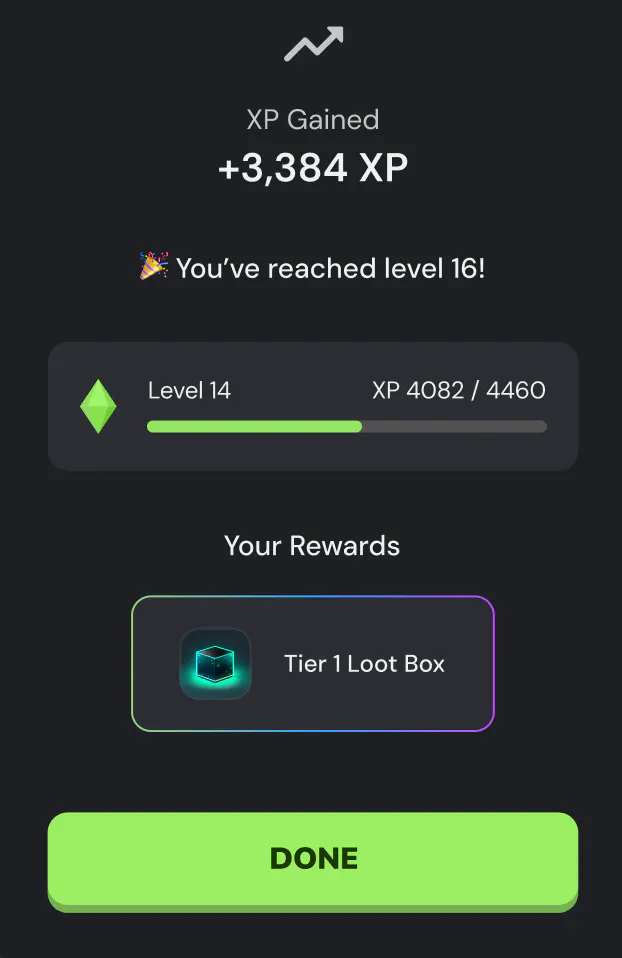 XP Gained
+3,384 XP
🎉 You’ve reached level 16!
Level 14
XP 4082 / 4460
Your Rewards
Tier 1 Loot Box
DONE